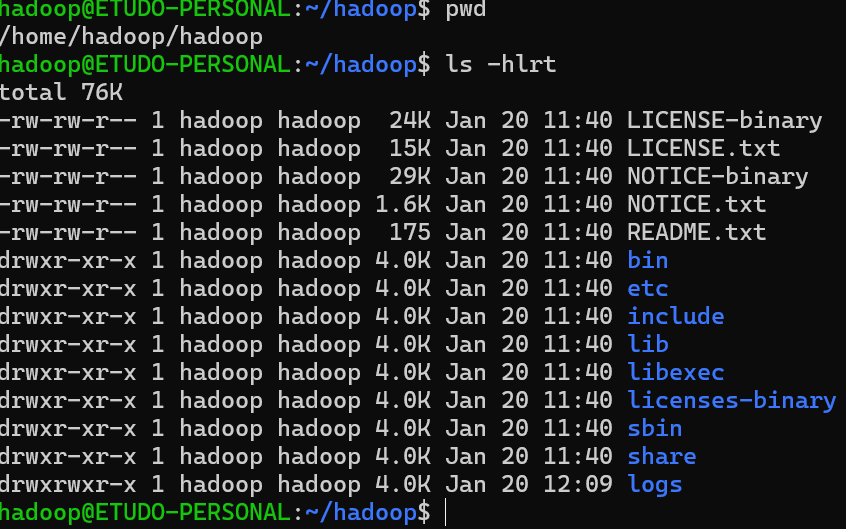 hadoop@ETUDO-PERSONAL:~/hadoop$ pwd
/home/hadoop/hadoop
hadoop@ETUDO-PERSONAL:~/hadoop$ ls -hlrt
total 76K
-rw-rw-r-- 1 hadoop hadoop  24K Jan 20 11:40 LICENSE-binary
-rw-rw-r-- 1 hadoop hadoop  15K Jan 20 11:40 LICENSE.txt
-rw-rw-r-- 1 hadoop hadoop  29K Jan 20 11:40 NOTICE-binary
-rw-rw-r-- 1 hadoop hadoop 1.6K Jan 20 11:40 NOTICE.txt
-rw-rw-r-- 1 hadoop hadoop  175 Jan 20 11:40 README.txt
drwxr-xr-x 1 hadoop hadoop 4.0K Jan 20 11:40 bin
drwxr-xr-x 1 hadoop hadoop 4.0K Jan 20 11:40 etc
drwxr-xr-x 1 hadoop hadoop 4.0K Jan 20 11:40 include
drwxr-xr-x 1 hadoop hadoop 4.0K Jan 20 11:40 lib
drwxr-xr-x 1 hadoop hadoop 4.0K Jan 20 11:40 libexec
drwxr-xr-x 1 hadoop hadoop 4.0K Jan 20 11:40 licenses-binary
drwxr-xr-x 1 hadoop hadoop 4.0K Jan 20 11:40 sbin
drwxr-xr-x 1 hadoop hadoop 4.0K Jan 20 11:40 share
drwxrwxr-x 1 hadoop hadoop 4.0K Jan 20 12:09 logs
hadoop@ETUDO-PERSONAL:~/hadoop$